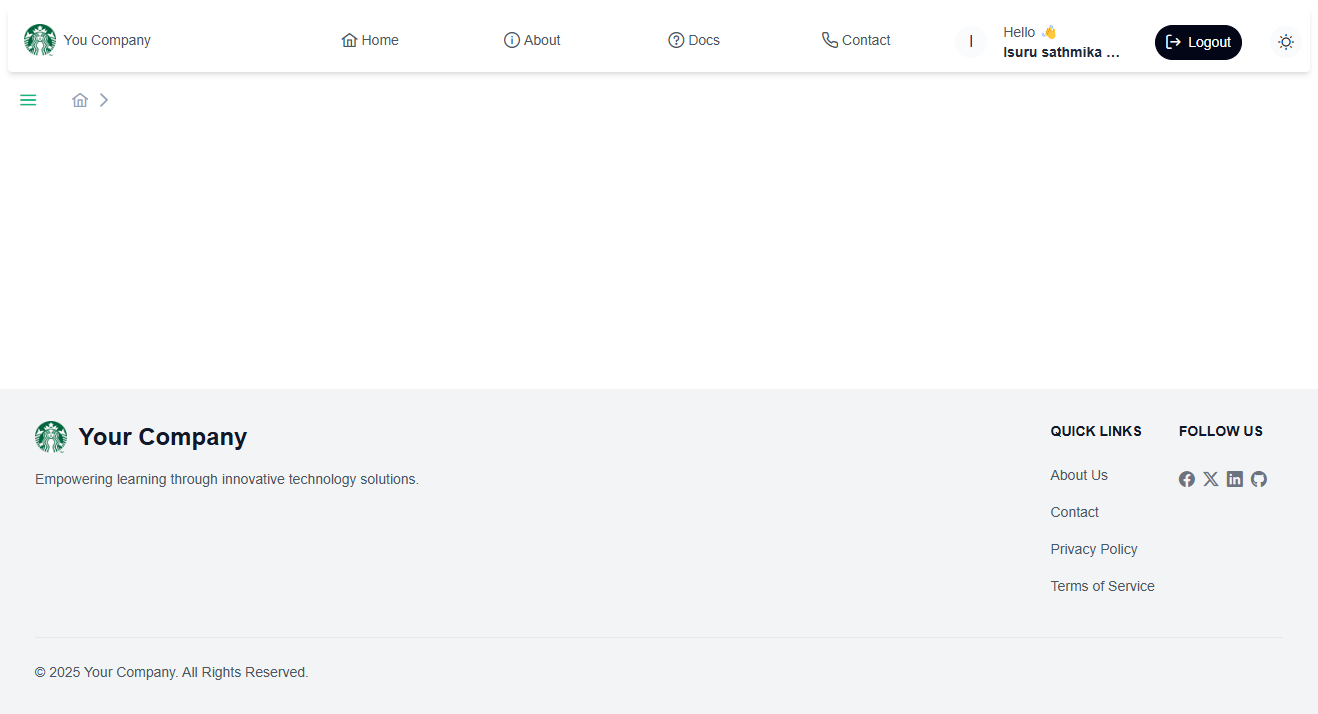 You Company
Home
About
Docs
Contact
I
Hello 👋
Isuru sathmika ...
Logout
Your Company
Empowering learning through innovative technology solutions.
QUICK LINKS
About Us
Contact
Privacy Policy
Terms of Service
FOLLOW US
© 2025 Your Company. All Rights Reserved.